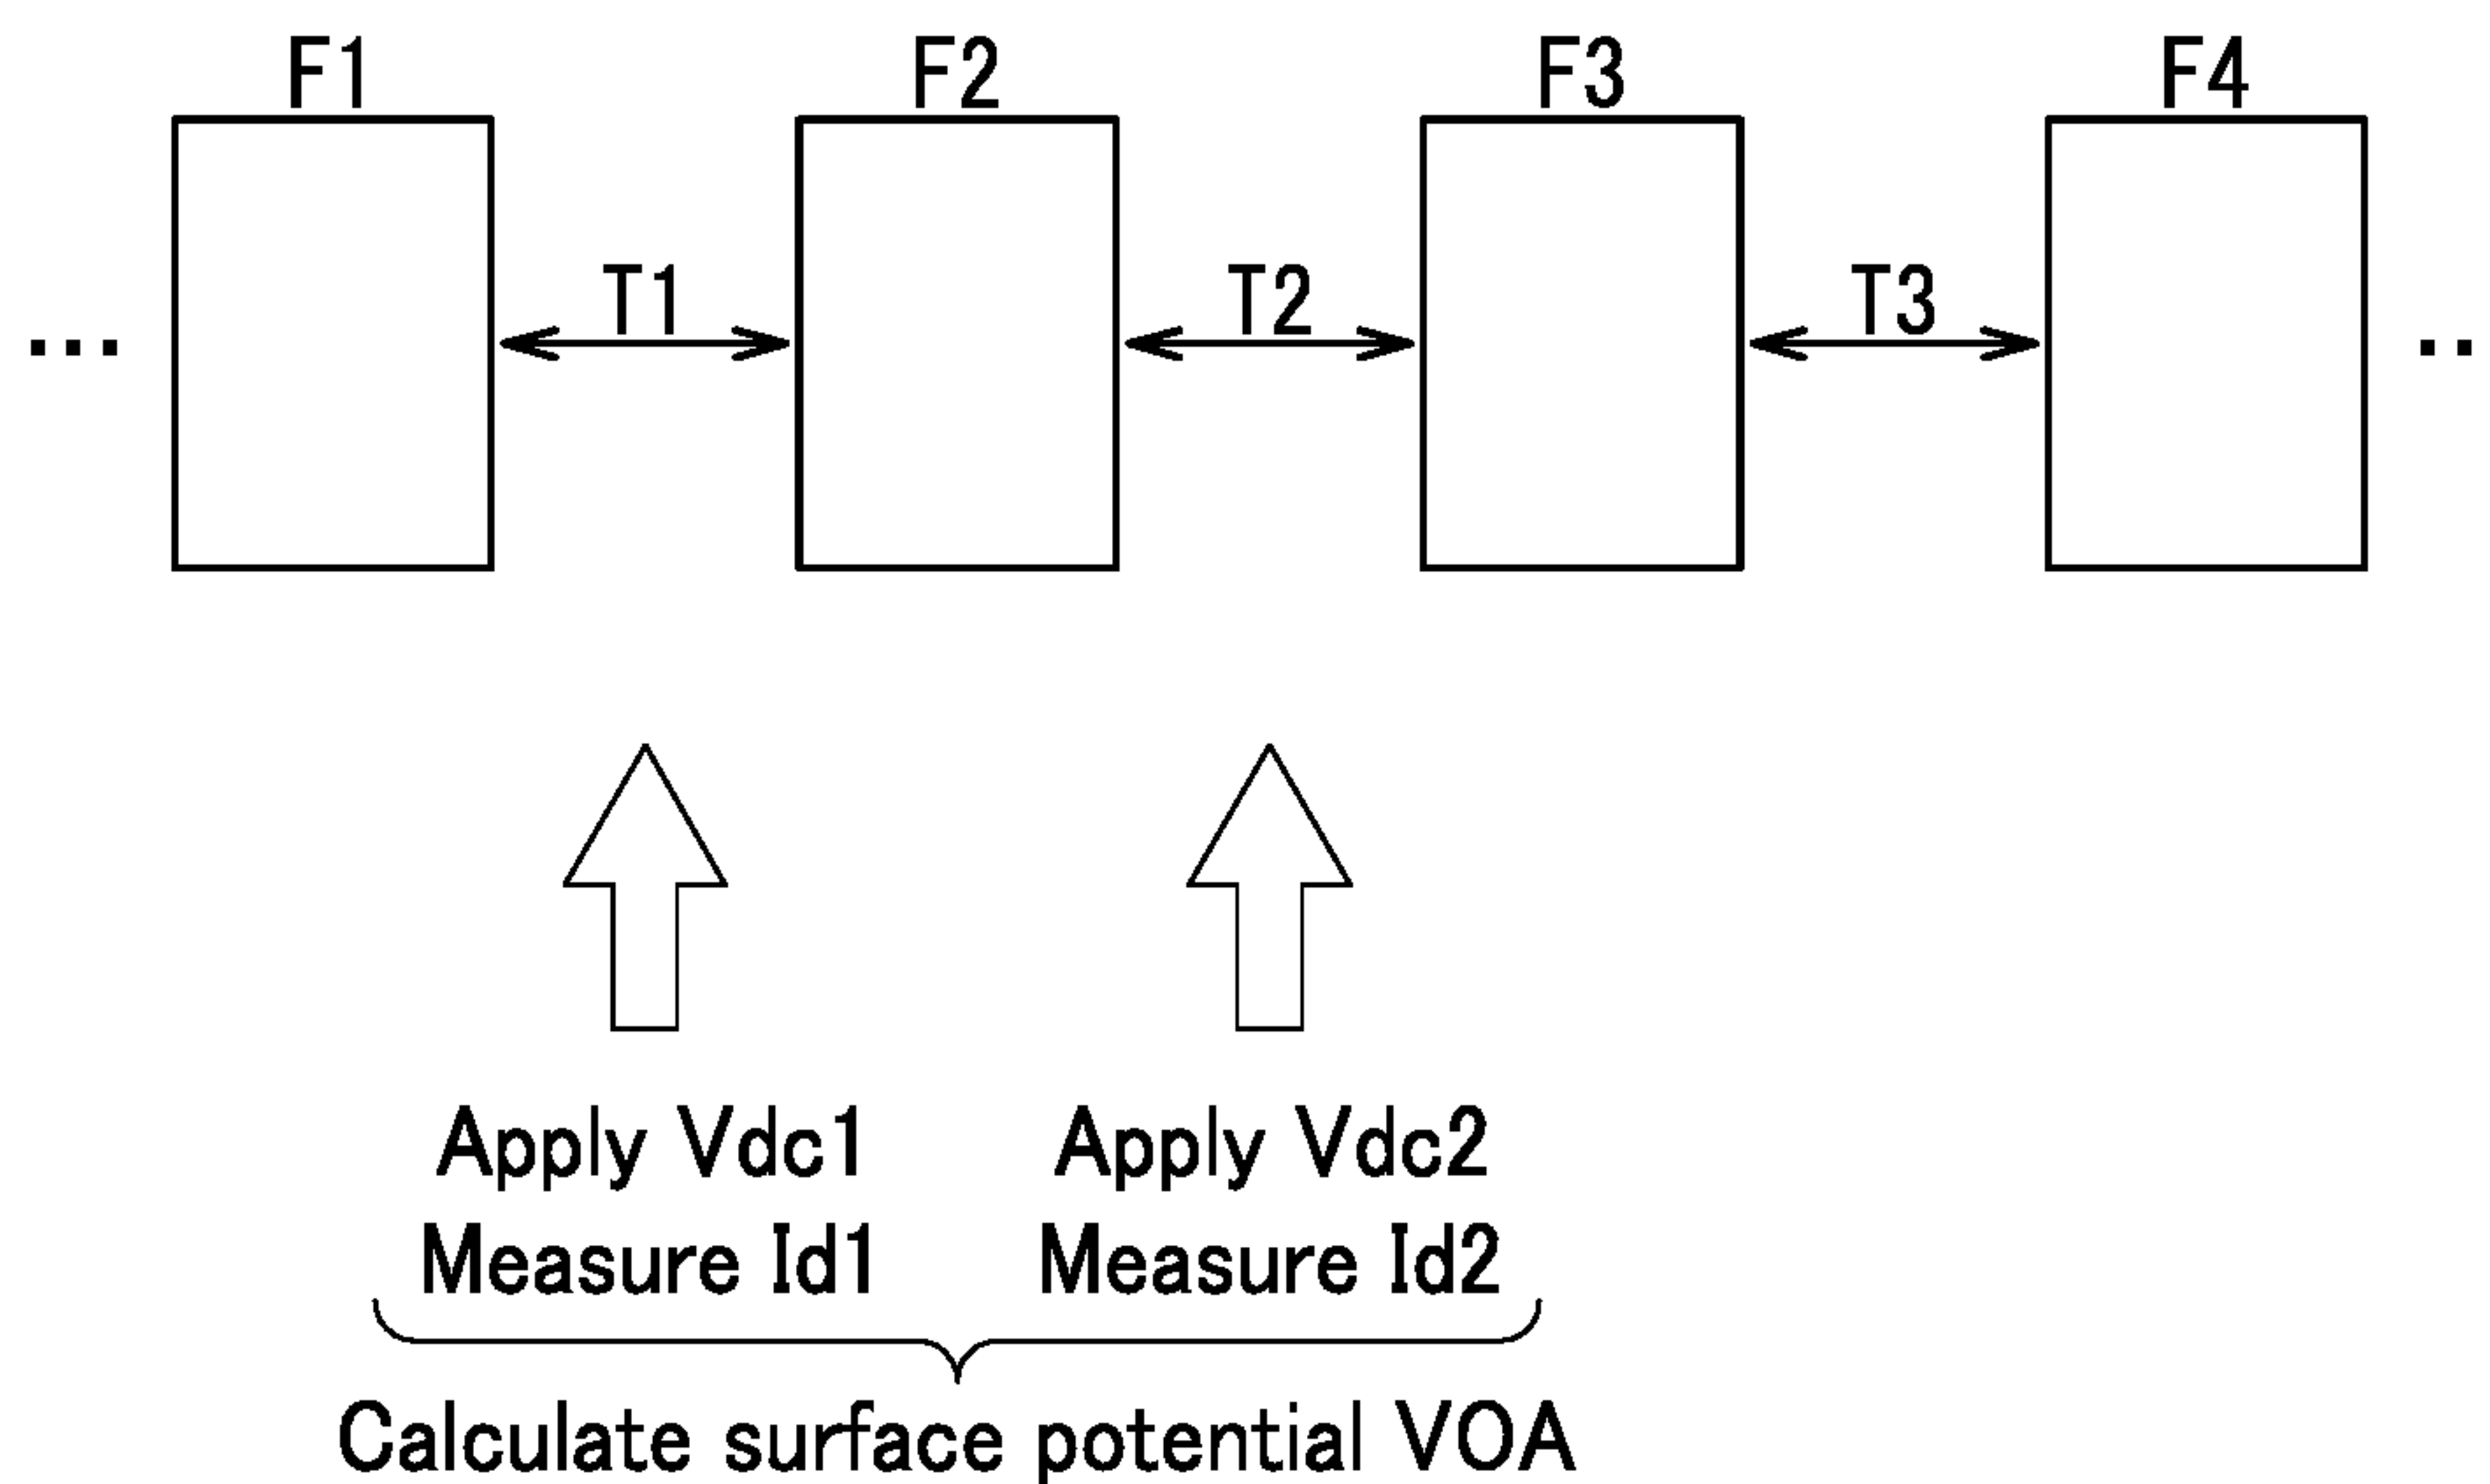 F1 F2 F3 F4
T1 T2 T3
... ..
Apply Vdc1 Apply Vdc2
Measure Id1 Measure Id2
Calculate surface potential VOA